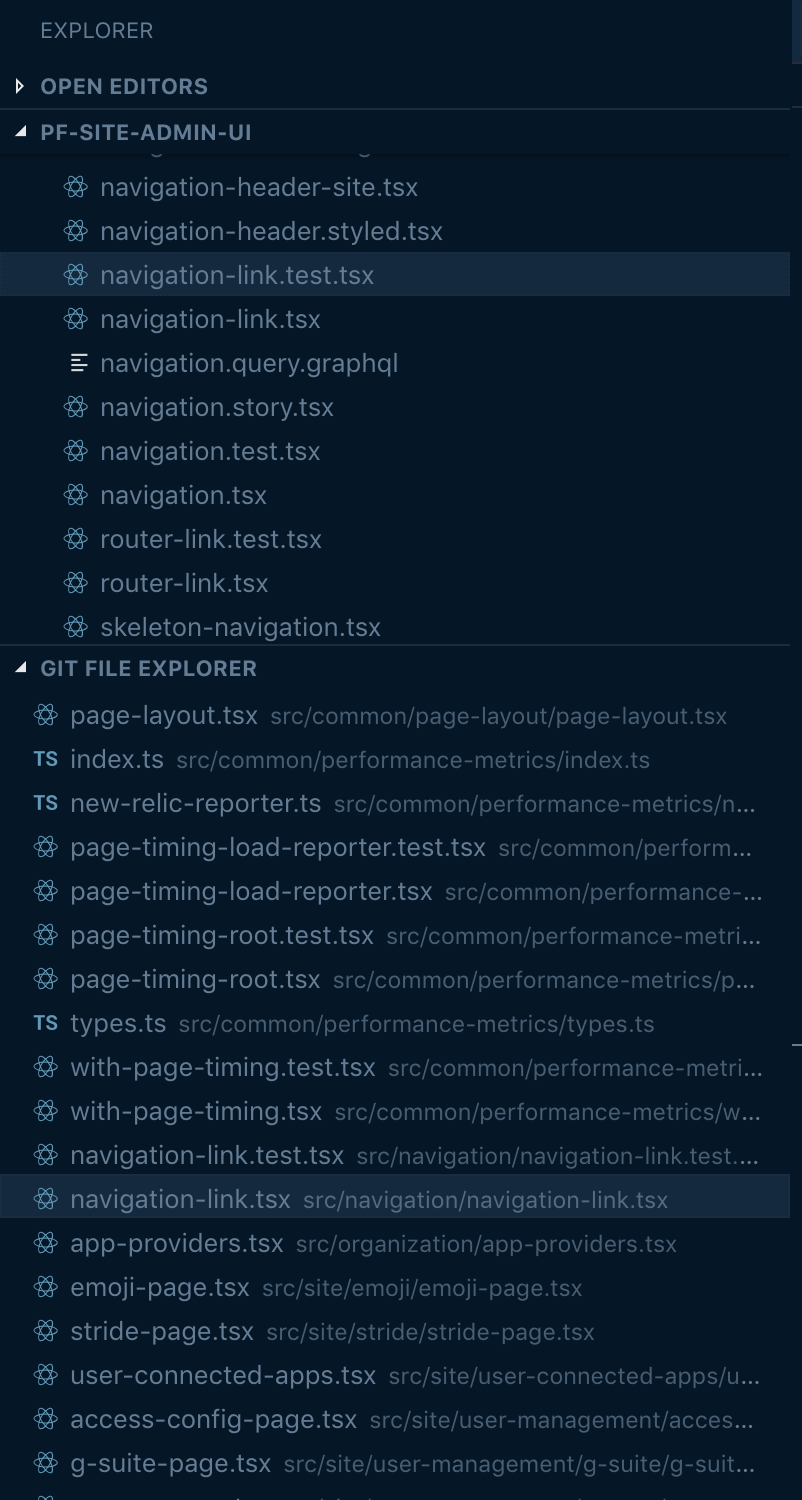 EXPLORER
OPEN EDITORS
PF-SITE-ADMIN-UI
navigation-header-site.tsx
navigation-header.styled.tsx
navigation-link.test.tsx
navigation-link.tsx
navigation.query.graphql
navigation.story.tsx
navigation.test.tsx
navigation.tsx
router-link.test.tsx
router-link.tsx
skeleton-navigation.tsx
GIT FILE EXPLORER
page-layout.tsx src/common/page-layout/page-layout.tsx
TS index.ts src/common/performance-metrics/index.ts
TS new-relic-reporter.ts src/common/performance-metrics/n...
page-timing-load-reporter.test.tsx src/common/perform...
page-timing-load-reporter.tsx src/common/performance-...
page-timing-root.test.tsx src/common/performance-metri...
page-timing-root.tsx src/common/performance-metrics/p...
TS types.ts src/common/performance-metrics/types.ts
with-page-timing.test.tsx src/common/performance-metri...
with-page-timing.tsx src/common/performance-metrics/w...
navigation-link.test.tsx src/navigation/navigation-link.test....
navigation-link.tsx src/navigation/navigation-link.tsx
app-providers.tsx src/organization/app-providers.tsx
emoji-page.tsx src/site/emoji/emoji-page.tsx
stride-page.tsx src/site/stride/stride-page.tsx
user-connected-apps.tsx src/site/user-connected-apps/u...
access-config-page.tsx src/site/user-management/acces...
g-suite-page.tsx src/site/user-management/g-suite/g-suit...